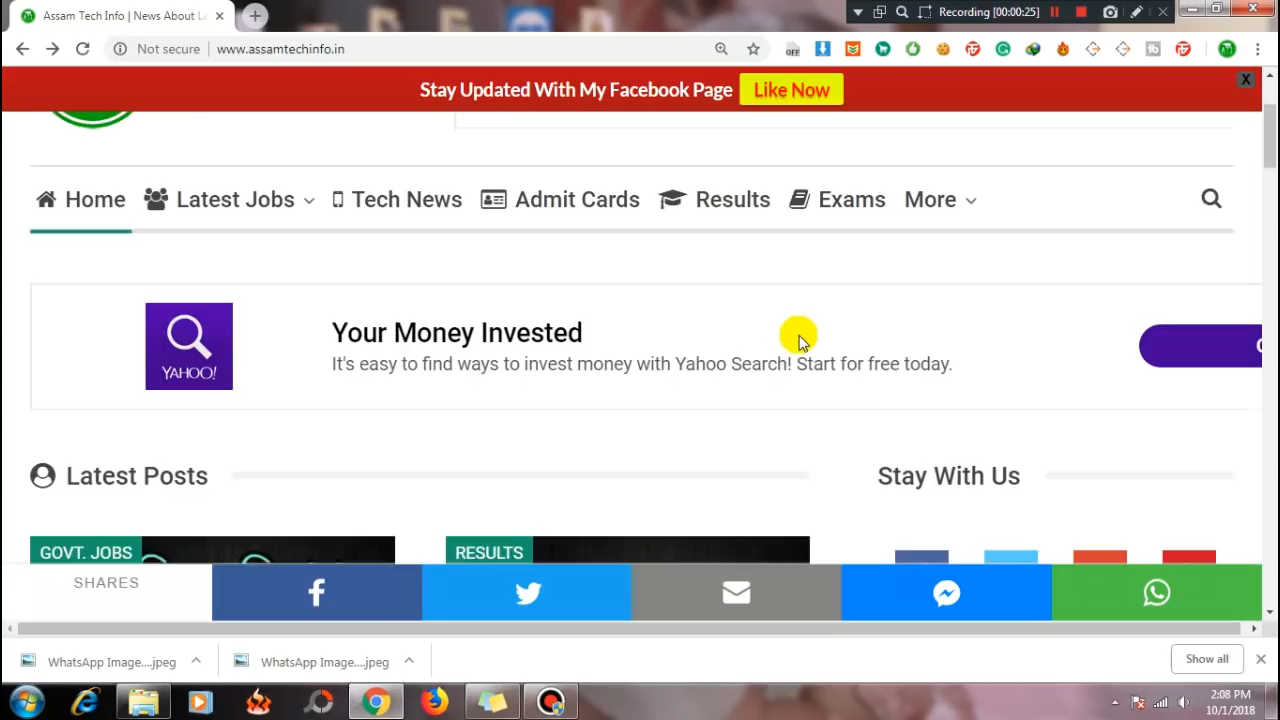 Assam Tech Info | News About La
Recording [00:00:25]
Not secure | www.assamtechinfo.in
OFF
Stay Updated With My Facebook Page Like Now X
Home Latest Jobs Tech News Admit Cards Results Exams More
YAHOO!
Your Money Invested
It's easy to find ways to invest money with Yahoo Search! Start for free today.
Latest Posts
Stay With Us
GOVT. JOBS
RESULTS
SHARES
WhatsApp Image....jpeg
WhatsApp Image....jpeg
Show all
2:08 PM
10/1/2018